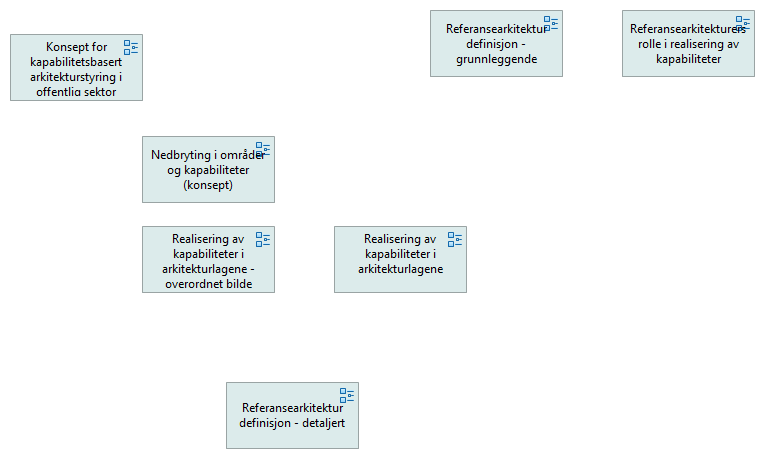 Konsept for
kapabilitetsbasert
arkitekturstyring i
offentlig sektor
Referansearkitektur
definisjon -
grunnleggende
Referansearkitekturers
rolle i realisering av
kapabiliteter
Nedbryting i områder
og kapabiliteter
(konsept)
Realisering av
kapabiliteter i
arkitekturlagene -
overordnet bilde
Realisering av
kapabiliteter i
arkitekturlagene
Referansearkitektur
definisjon - detaljert